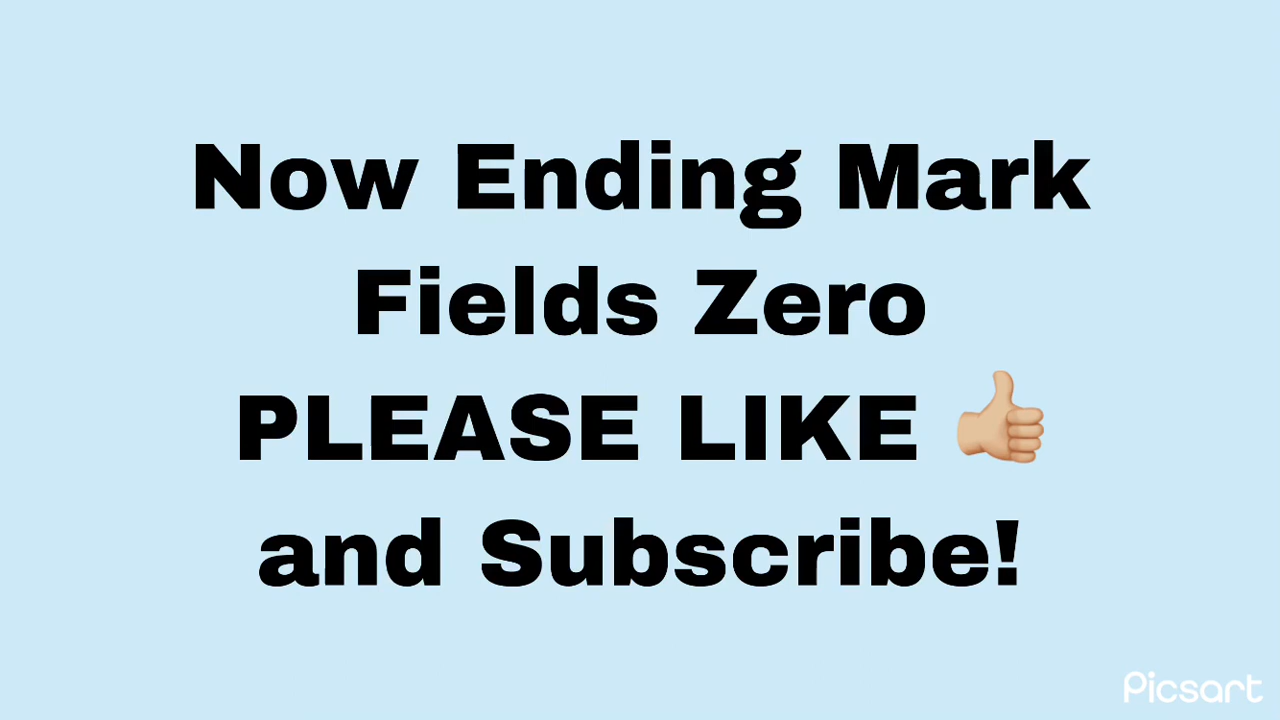 Now Ending Mark
Fields Zero
PLEASE LIKE 👍🏼
and Subscribe!
Picsart